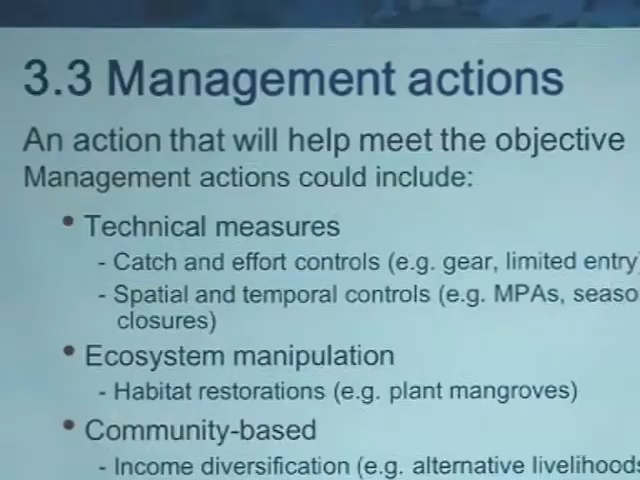 3.3 Management actions
An action that will help meet the objective
Management actions could include:
• Technical measures
- Catch and effort controls (e.g. gear, limited entry)
- Spatial and temporal controls (e.g. MPAs, seaso
closures)
• Ecosystem manipulation
- Habitat restorations (e.g. plant mangroves)
• Community-based
- Income diversification (e.g. alternative livelihoods